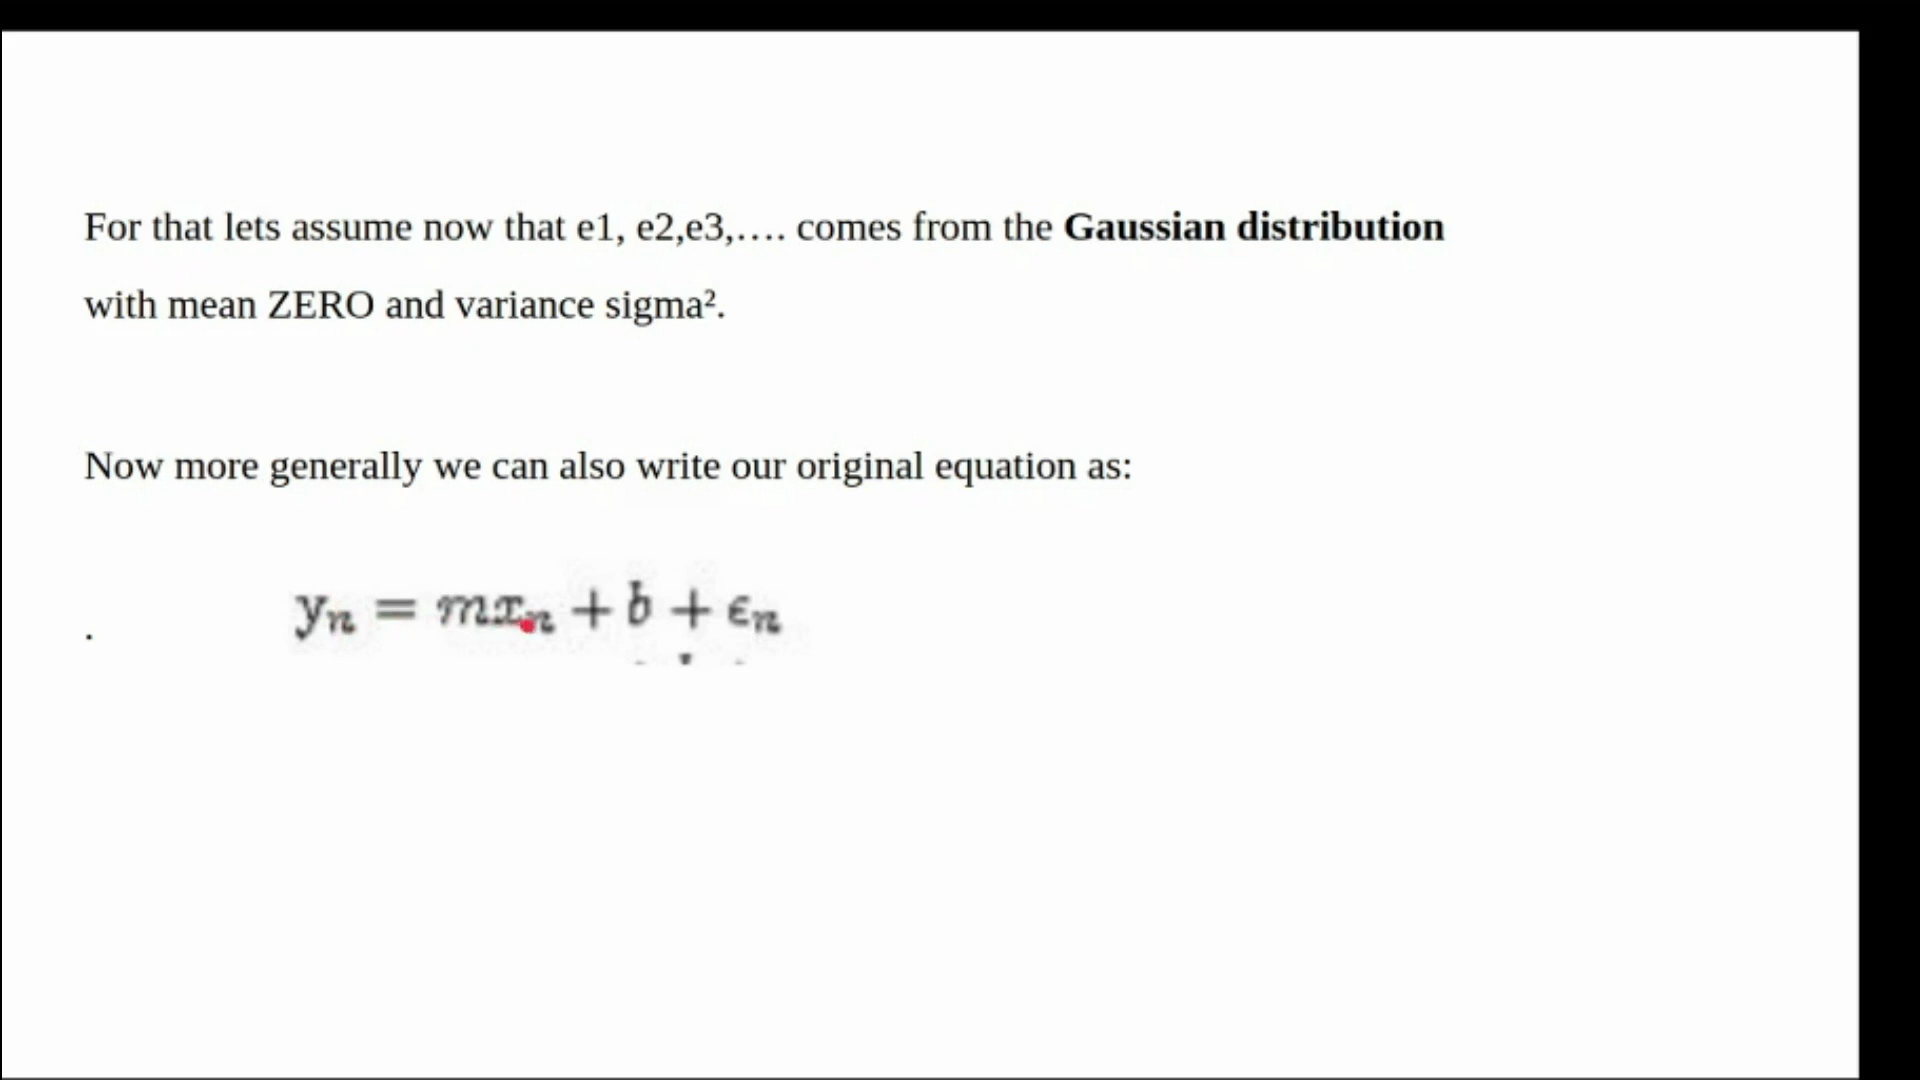 For that lets assume now that e1, e2,e3,.... comes from the Gaussian distribution
with mean ZERO and variance sigma².
Now more generally we can also write our original equation as:
. yₙ = mxₙ + b + ϵₙ